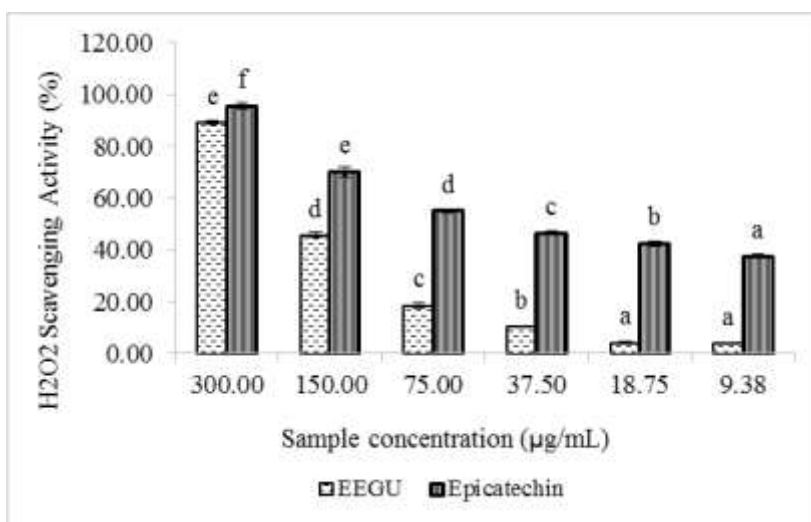 H2O2 Scavenging Activity (%)
120.00
100.00
80.00
60.00
40.00
20.00
0.00
e f
d e
c d
b c
a b
a a
300.00 150.00 75.00 37.50 18.75 9.38
Sample concentration (µg/mL)
EEGU Epicatechin